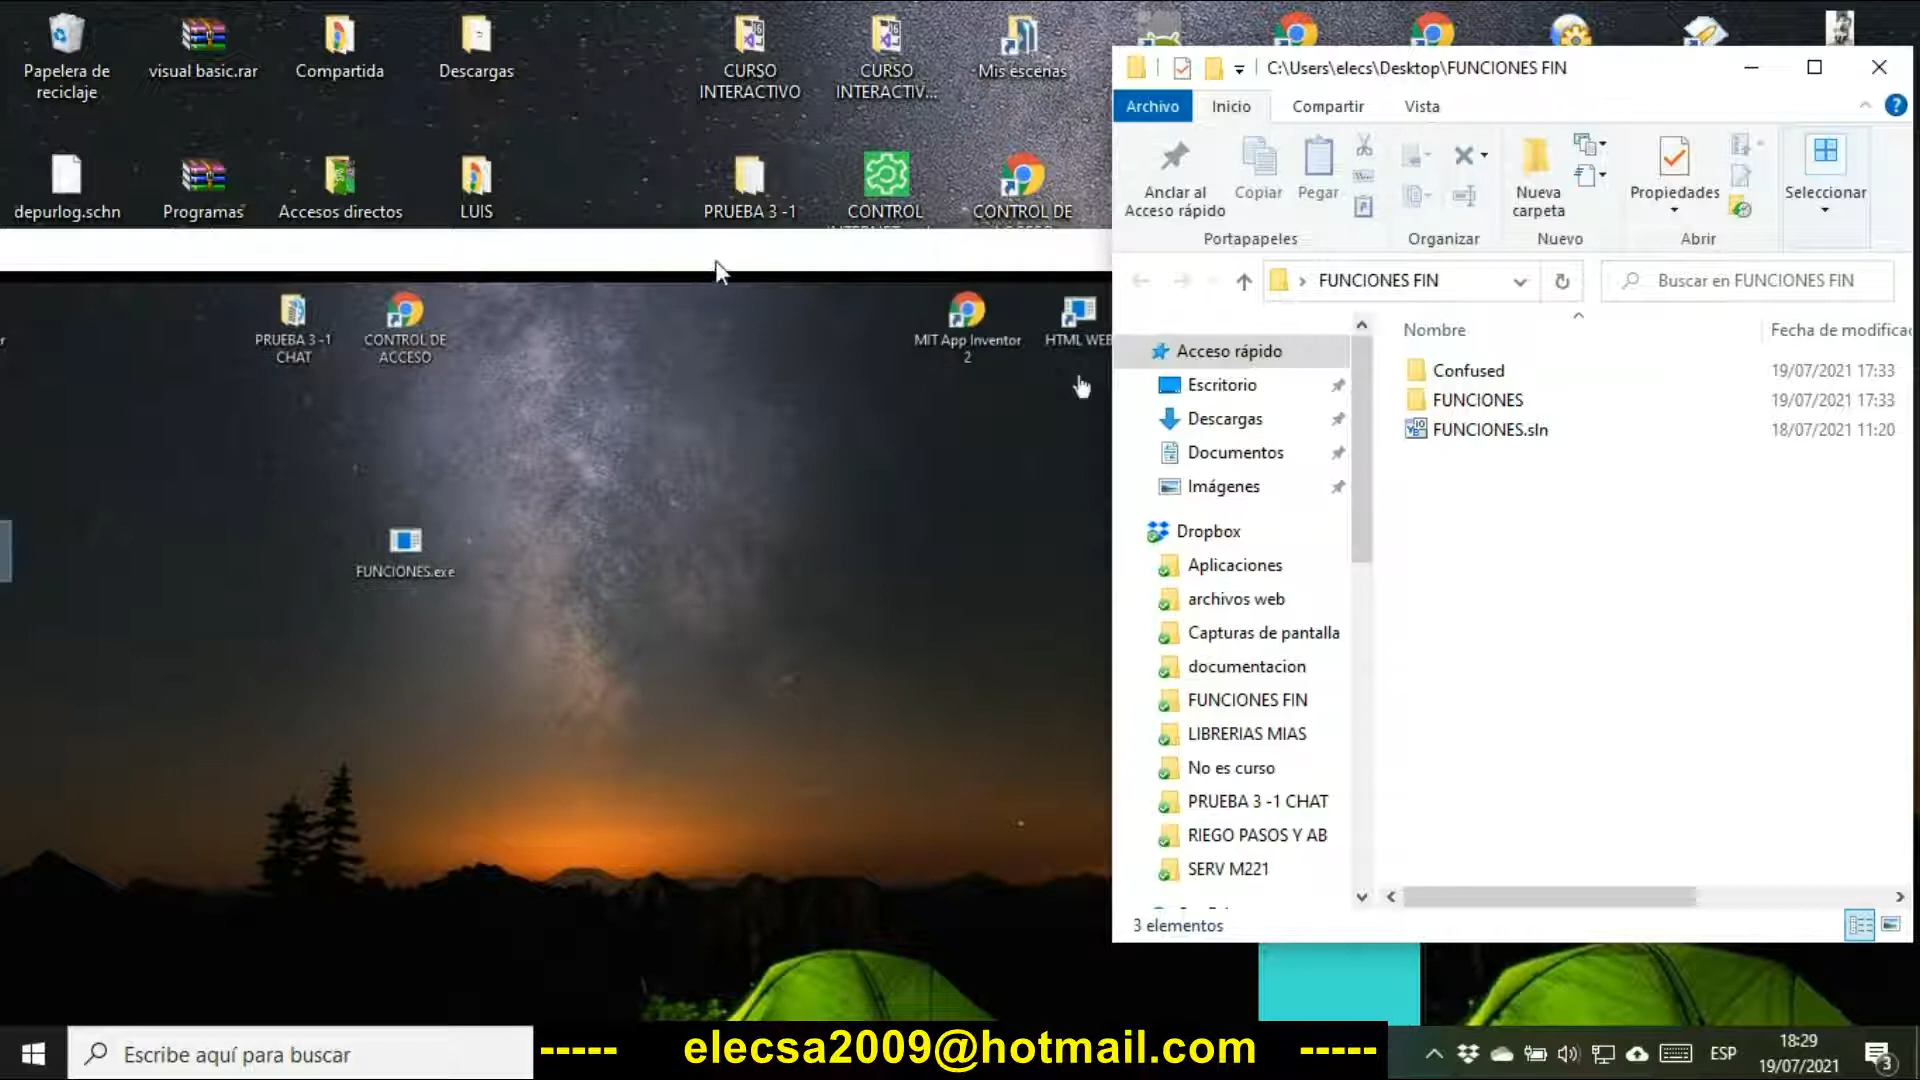 Papelera de
reciclaje
visual basic.rar
Compartida
Descargas
CURSO
INTERACTIVO
CURSO
INTERACTIV...
Mis escenas
depurlog.schn
Programas
Accesos directos
LUIS
PRUEBA 3 -1
CONTROL
CONTROL DE
PRUEBA 3 -1
CHAT
CONTROL DE
ACCESO
MIT App Inventor
2
HTML WEB
FUNCIONES.exe
C:\Users\elecs\Desktop\FUNCIONES FIN
Archivo
Inicio
Compartir
Vista
Anclar al
Acceso rápido
Copiar
Pegar
Nueva
carpeta
Propiedades
Seleccionar
Portapapeles
Organizar
Nuevo
Abrir
FUNCIONES FIN
Buscar en FUNCIONES FIN
Nombre
Fecha de modifica
Acceso rápido
Escritorio
Descargas
Documentos
Imágenes
Dropbox
Aplicaciones
archivos web
Capturas de pantalla
documentacion
FUNCIONES FIN
LIBRERIAS MIAS
No es curso
PRUEBA 3 -1 CHAT
RIEGO PASOS Y AB
SERV M221
Confused 19/07/2021 17:33
FUNCIONES 19/07/2021 17:33
FUNCIONES.sln 18/07/2021 11:20
3 elementos
Escribe aquí para buscar
----- elecsa2009@hotmail.com -----
ESP
18:29
19/07/2021
3